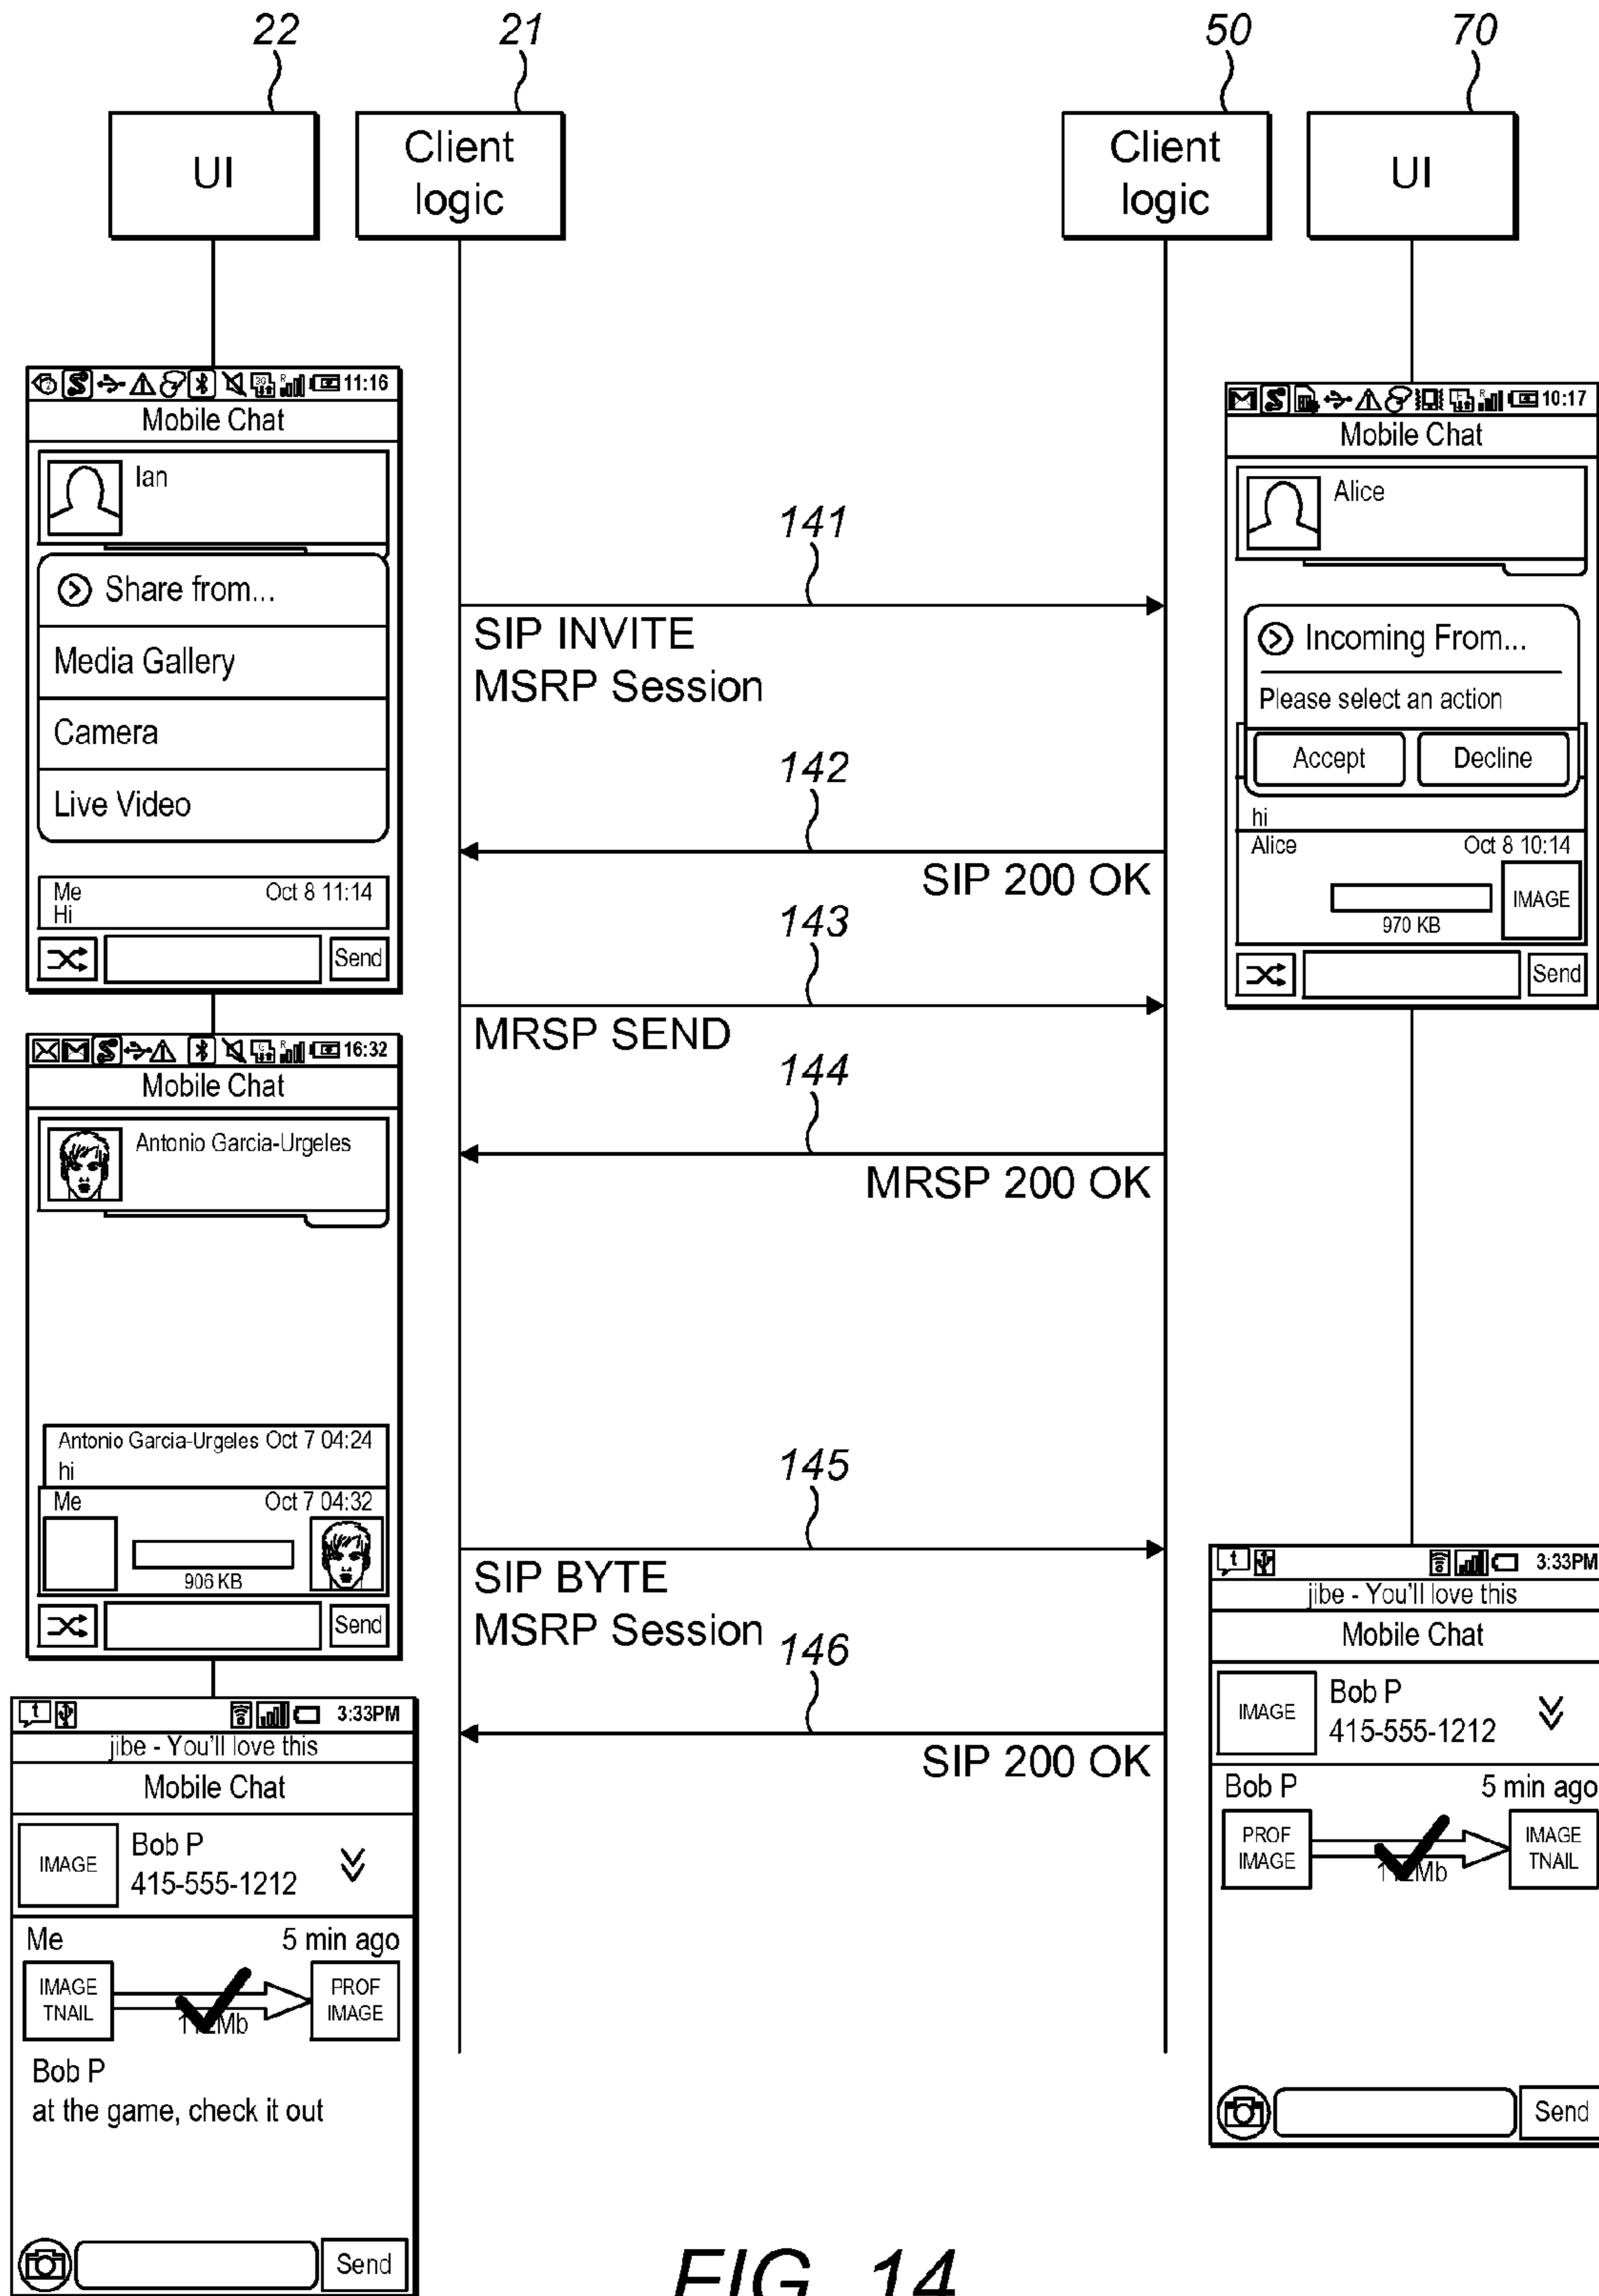 22
21
50
70
UI
Client
logic
Client
logic
UI
11:16
Mobile Chat
Ian
Share from...
Media Gallery
Camera
Live Video
Me
Oct 8 11:14
Hi
Send
10:17
Mobile Chat
Alice
Incoming From...
Please select an action
Accept
Decline
hi
Alice
Oct 8 10:14
IMAGE
970 KB
Send
141
SIP INVITE
MSRP Session
142
SIP 200 OK
143
MRSP SEND
144
MRSP 200 OK
16:32
Mobile Chat
Antonio Garcia-Urgeles
Antonio Garcia-Urgeles Oct 7 04:24
hi
Me
Oct 7 04:32
906 KB
Send
145
SIP BYTE
MSRP Session
146
SIP 200 OK
t
3:33PM
jibe - You'll love this
Mobile Chat
IMAGE
Bob P
415-555-1212
Me
5 min ago
IMAGE
TNAIL
PROF
IMAGE
Bob P
at the game, check it out
Send
t
3:33PM
jibe - You'll love this
Mobile Chat
IMAGE
Bob P
415-555-1212
Bob P
5 min ago
PROF
IMAGE
IMAGE
TNAIL
Send
FIG. 14